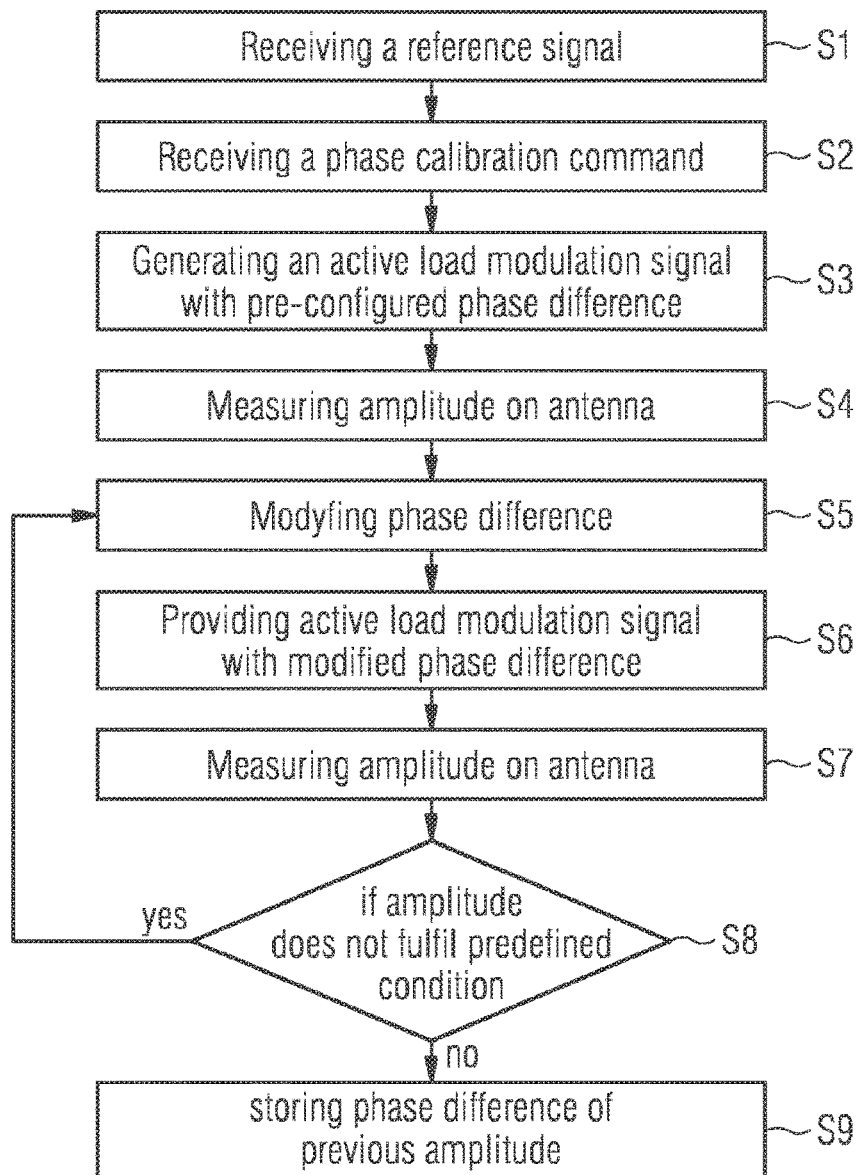 Receiving a reference signal
S1
Receiving a phase calibration command
S2
Generating an active load modulation signal
with pre-configured phase difference
S3
Measuring amplitude on antenna
S4
Modyfing phase difference
S5
Providing active load modulation signal
with modified phase difference
S6
Measuring amplitude on antenna
S7
if amplitude
does not fulfil predefined
condition
S8
yes
no
storing phase difference of
previous amplitude
S9